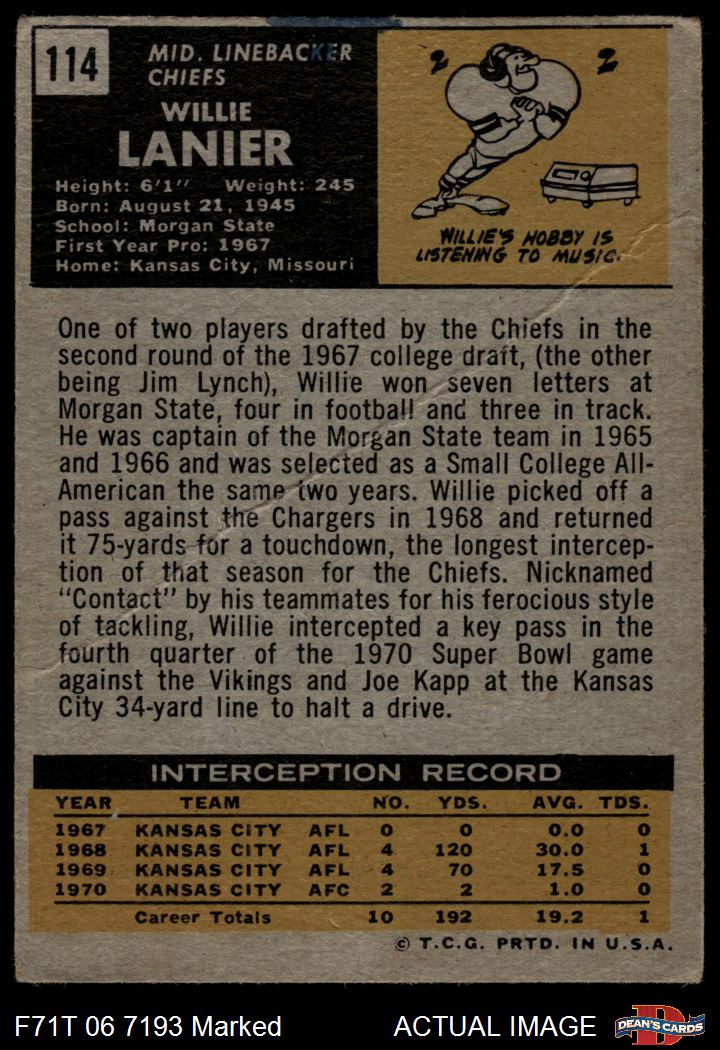 114
MID. LINEBACKER
CHIEFS
WILLIE
LANIER
Height: 6'1" Weight: 245
Born: August 21, 1945
School: Morgan State
First Year Pro: 1967
Home: Kansas City, Missouri
2 2
WILLIE'S HOBBY IS
LISTENING TO MUSIC.
One of two players drafted by the Chiefs in the
second round of the 1967 college draft, (the other
being Jim Lynch), Willie won seven letters at
Morgan State, four in football and three in track.
He was captain of the Morgan State team in 1965
and 1966 and was selected as a Small College All-
American the same two years. Willie picked off a
pass against the Chargers in 1968 and returned
it 75-yards for a touchdown, the longest intercep-
tion of that season for the Chiefs. Nicknamed
"Contact" by his teammates for his ferocious style
of tackling, Willie intercepted a key pass in the
fourth quarter of the 1970 Super Bowl game
against the Vikings and Joe Kapp at the Kansas
City 34-yard line to halt a drive.
INTERCEPTION RECORD
YEAR TEAM NO. YDS. AVG. TDS.
1967 KANSAS CITY AFL 0 0 0.0 0
1968 KANSAS CITY AFL 4 120 30.0 1
1969 KANSAS CITY AFL 4 70 17.5 0
1970 KANSAS CITY AFC 2 2 1.0 0
Career Totals 10 192 19.2 1
© T.C.G. PRTD. IN U.S.A.
F71T 06 7193 Marked ACTUAL IMAGE
DEAN'S CARDS